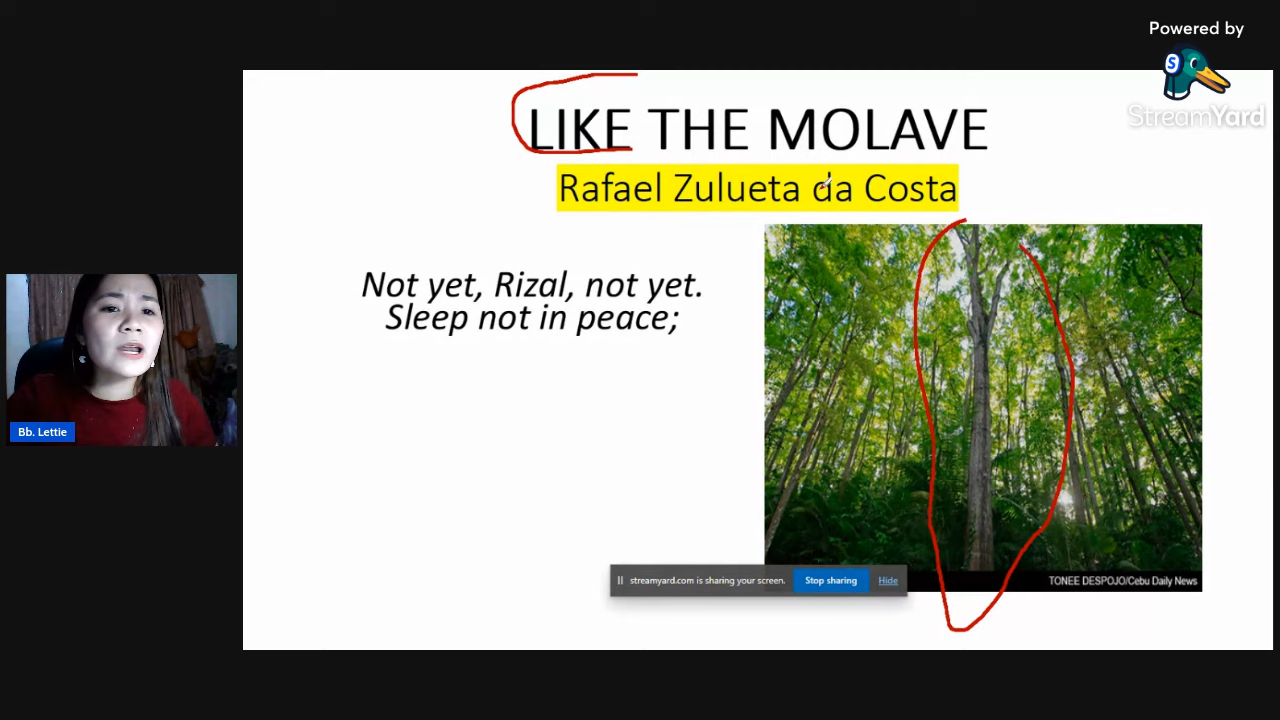 Powered by
S
StreamYard
LIKE THE MOLAVE
Rafael Zulueta da Costa
Not yet, Rizal, not yet.
Sleep not in peace;
Bb. Lettie
streamyard.com is sharing your screen. Stop sharing Hide
TONEE DESPOJO/Cebu Daily News